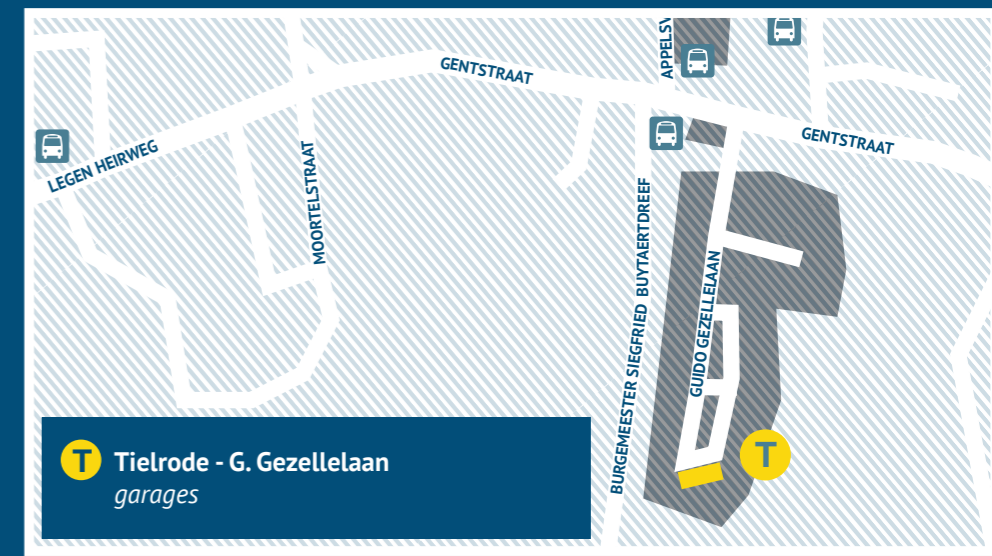 APPELSV
GENTSTRAAT
GENTSTRAAT
LEGEN HEIRWEG
MOORTELSTRAAT
BURGEMEESTER SIEGFRIED BUYTAERTDREEF
GUIDO GEZELLELAAN
T
T Tielrode - G. Gezellelaan
garages